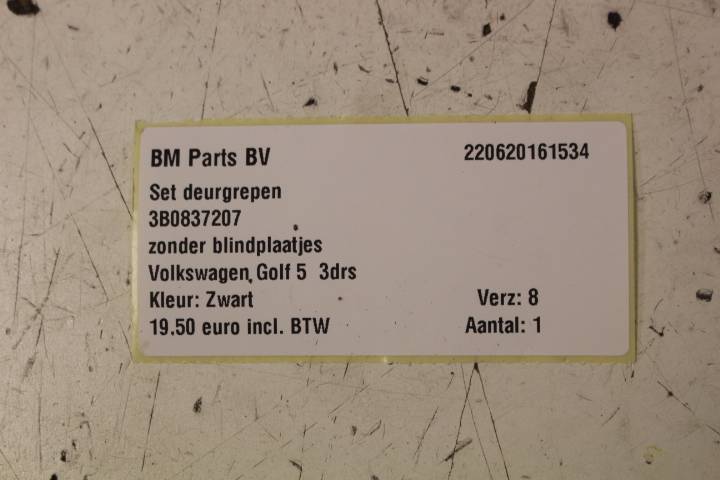 BM Parts BV 220620161534
Set deurgrepen
3B0837207
zonder blindplaatjes
Volkswagen Golf 5 3drs
Kleur: Zwart Verz: 8
19.50 euro incl. BTW Aantal: 1